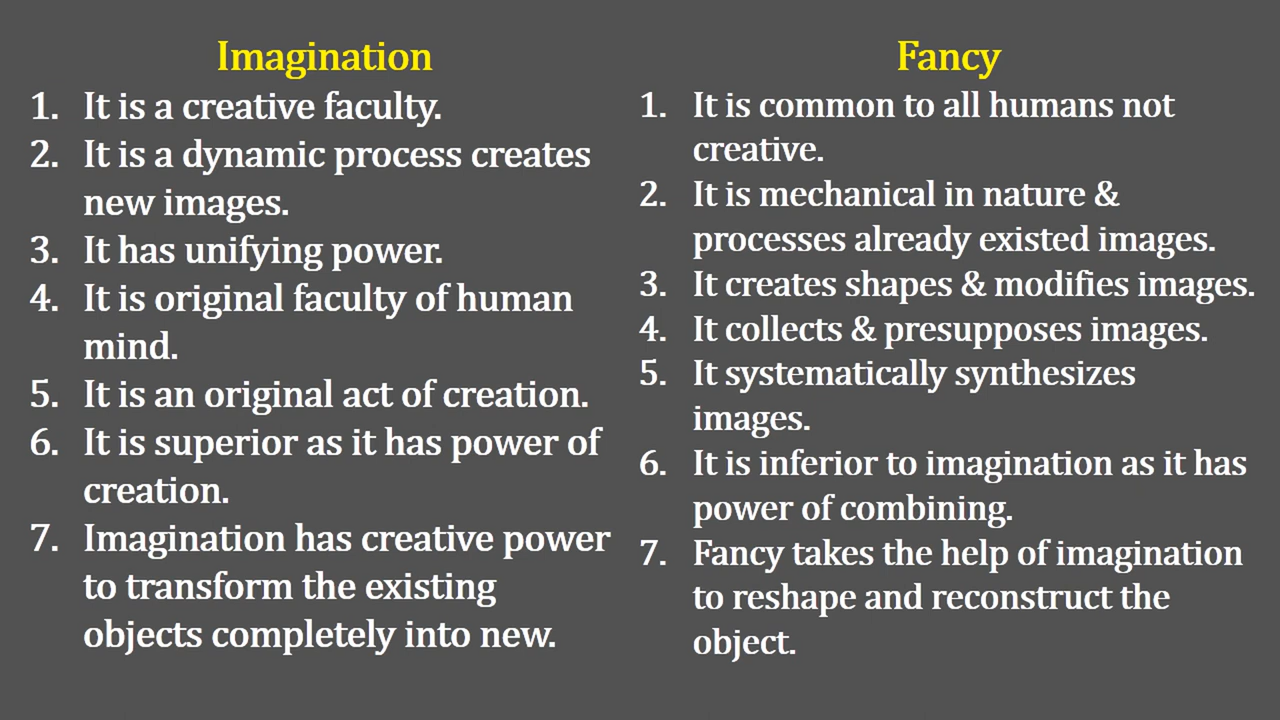 Imagination
1. It is a creative faculty.
2. It is a dynamic process creates
new images.
3. It has unifying power.
4. It is original faculty of human
mind.
5. It is an original act of creation.
6. It is superior as it has power of
creation.
7. Imagination has creative power
to transform the existing
objects completely into new.
Fancy
1. It is common to all humans not
creative.
2. It is mechanical in nature &
processes already existed images.
3. It creates shapes & modifies images.
4. It collects & presupposes images.
5. It systematically synthesizes
images.
6. It is inferior to imagination as it has
power of combining.
7. Fancy takes the help of imagination
to reshape and reconstruct the
object.